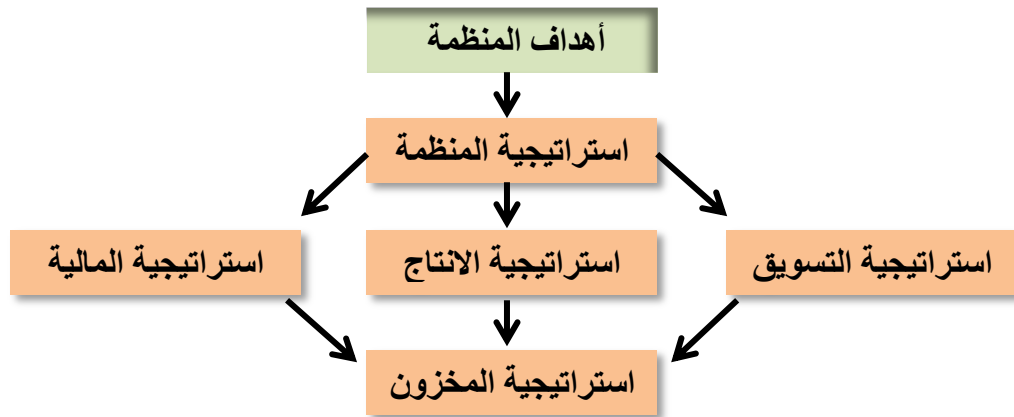 أهداف المنظمة
استراتيجية المنظمة
استراتيجية التسويق
استراتيجية الانتاج
استراتيجية المالية
استراتيجية المخزون